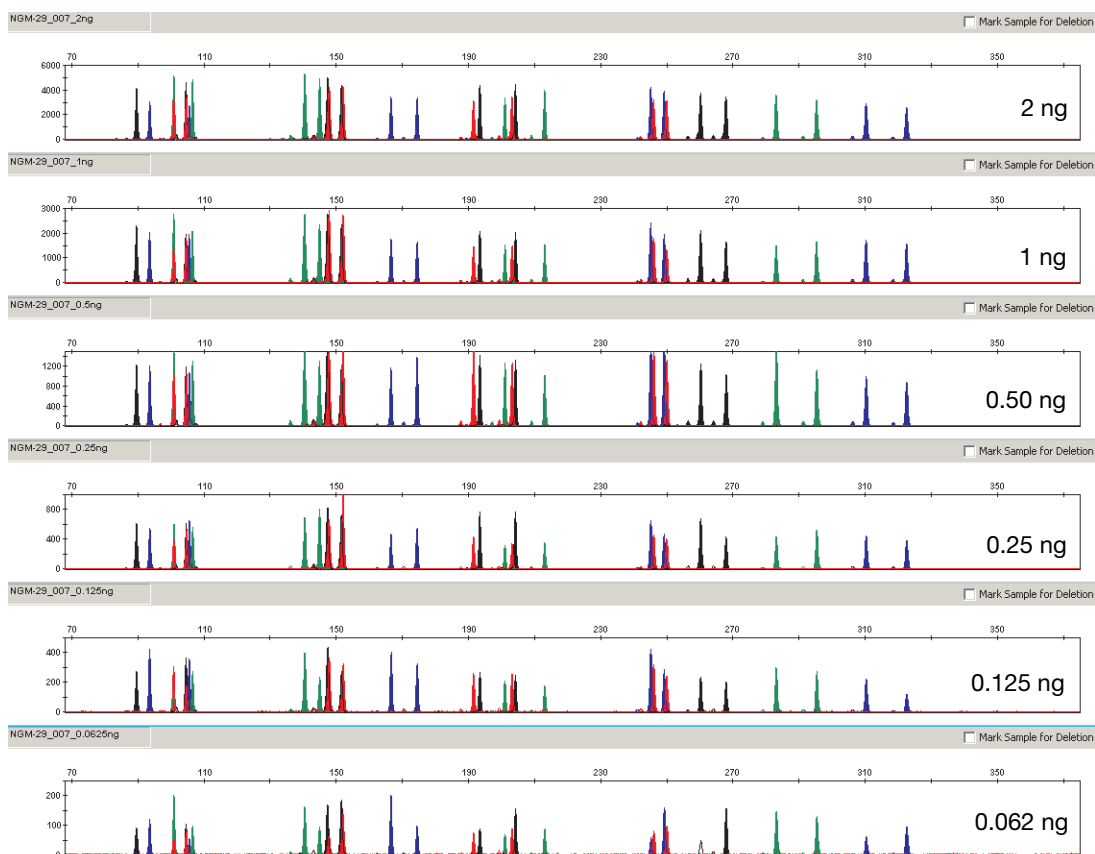 NGM-29_007_2ng Mark Sample for Deletion
70 110 150 190 230 270 310 350
6000
4000
2000
0
2 ng
NGM-29_007_1ng Mark Sample for Deletion
70 110 150 190 230 270 310 350
3000
2000
1000
0
1 ng
NGM-29_007_0.5ng Mark Sample for Deletion
70 110 150 190 230 270 310 350
1200
800
400
0
0.50 ng
NGM-29_007_0.25ng Mark Sample for Deletion
70 110 150 190 230 270 310 350
800
400
0
0.25 ng
NGM-29_007_0.125ng Mark Sample for Deletion
70 110 150 190 230 270 310 350
400
200
0
0.125 ng
NGM-29_007_0.0625ng Mark Sample for Deletion
70 110 150 190 230 270 310 350
200
100
0.062 ng